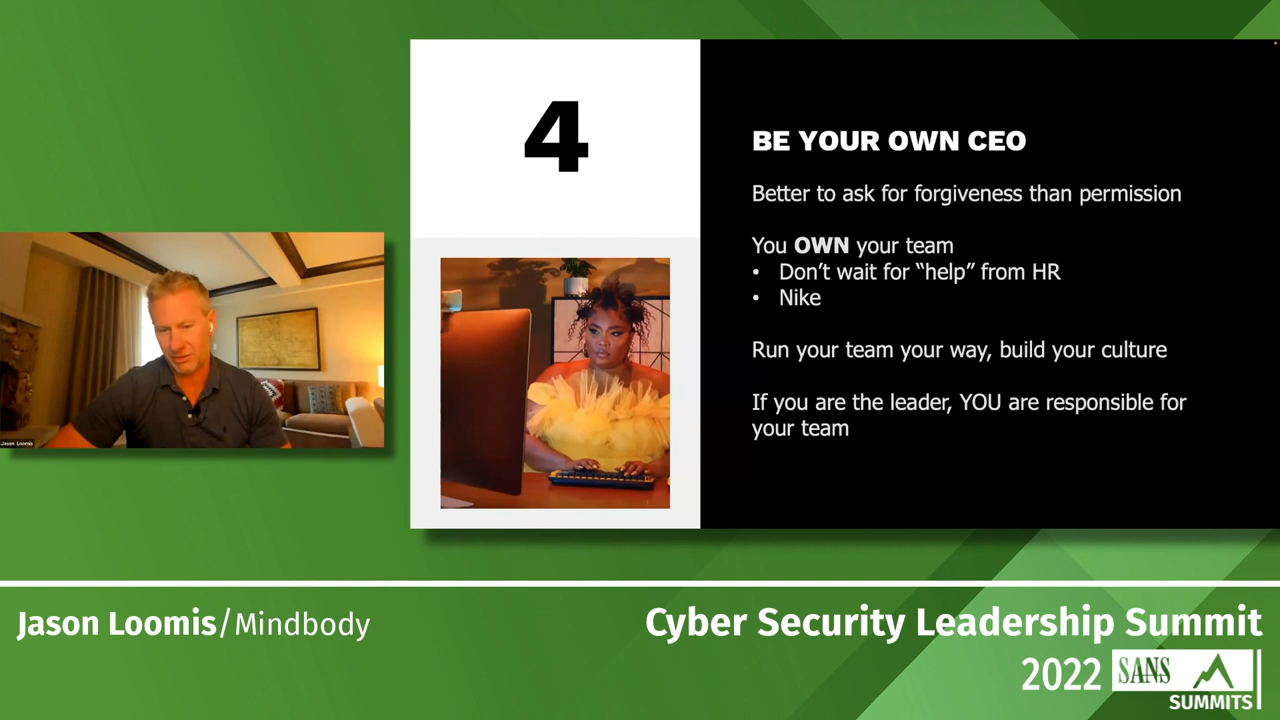 4
BE YOUR OWN CEO
Better to ask for forgiveness than permission
You OWN your team
• Don’t wait for “help” from HR
• Nike
Run your team your way, build your culture
If you are the leader, YOU are responsible for
your team
Jason Loomis
Jason Loomis/Mindbody
Cyber Security Leadership Summit
2022
SANS
SUMMITS